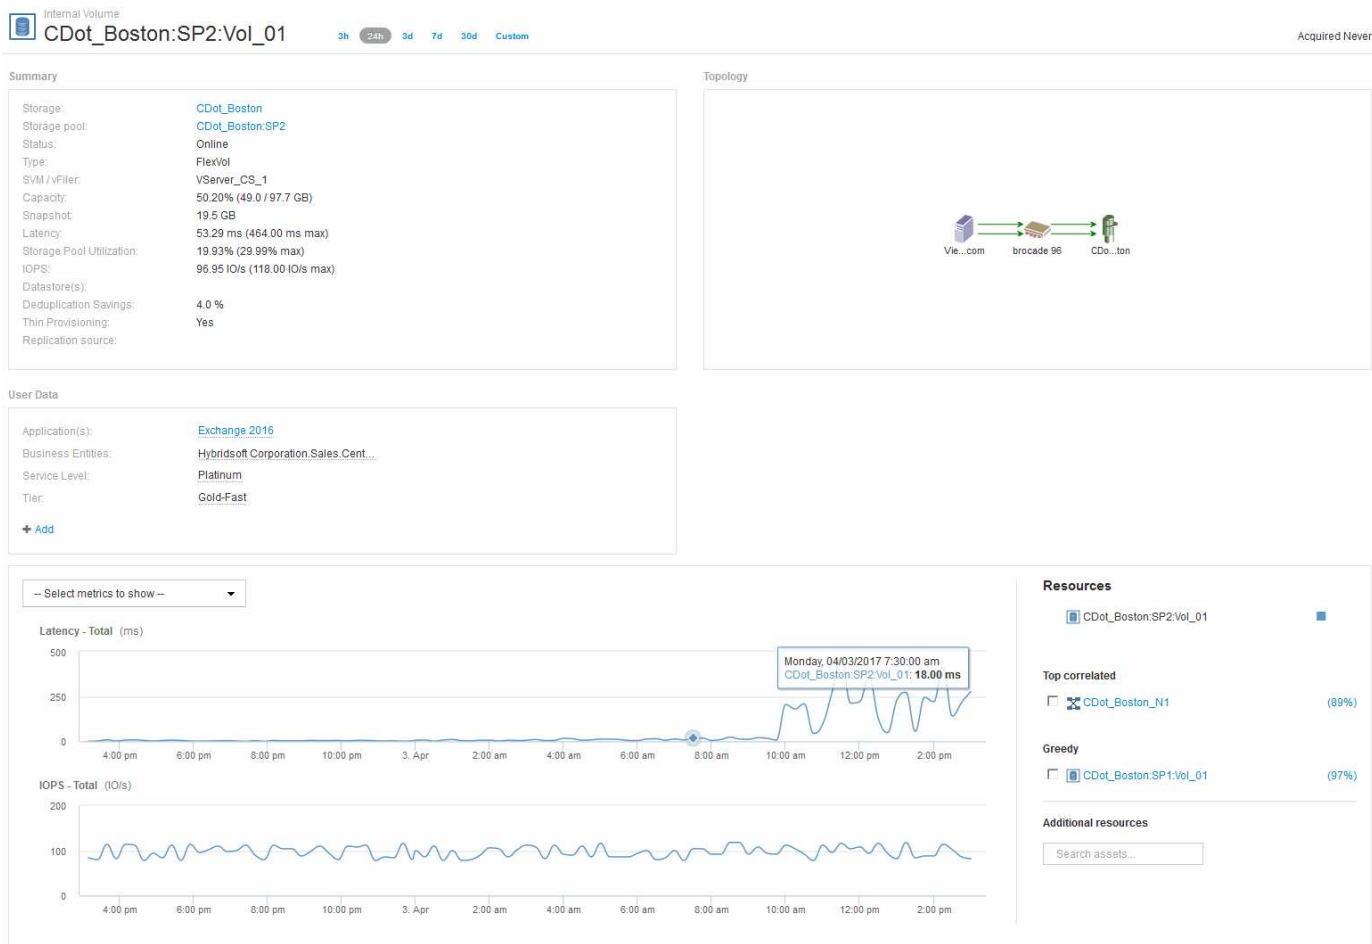 Internal Volume
CDot_Boston:SP2:Vol_01
3h 24h 3d 7d 30d Custom
Acquired Never
Summary
Storage: CDot_Boston
Storage pool: CDot_Boston:SP2
Status: Online
Type: FlexVol
SVM / vFiler: VServer_CS_1
Capacity: 50.20% (49.0 / 97.7 GB)
Snapshot: 19.5 GB
Latency: 53.29 ms (464.00 ms max)
Storage Pool Utilization: 19.93% (29.99% max)
IOPS: 96.95 IO/s (118.00 IO/s max)
Datastore(s):
Deduplication Savings: 4.0 %
Thin Provisioning: Yes
Replication source:
Topology
Vie...com brocade 96 CDo...ton
User Data
Application(s): Exchange 2016
Business Entities: Hybridsoft Corporation.Sales.Cent...
Service Level: Platinum
Tier: Gold-Fast
+ Add
-- Select metrics to show --
Latency - Total (ms)
500
250
0
Monday, 04/03/2017 7:30:00 am
CDot_Boston:SP2:Vol_01: 18.00 ms
4:00 pm 6:00 pm 8:00 pm 10:00 pm 3. Apr 2:00 am 4:00 am 6:00 am 8:00 am 10:00 am 12:00 pm 2:00 pm
IOPS - Total (IO/s)
200
100
0
4:00 pm 6:00 pm 8:00 pm 10:00 pm 3. Apr 2:00 am 4:00 am 6:00 am 8:00 am 10:00 am 12:00 pm 2:00 pm
Resources
CDot_Boston:SP2:Vol_01
Top correlated
CDot_Boston_N1 (89%)
Greedy
CDot_Boston:SP1:Vol_01 (97%)
Additional resources
Search assets...